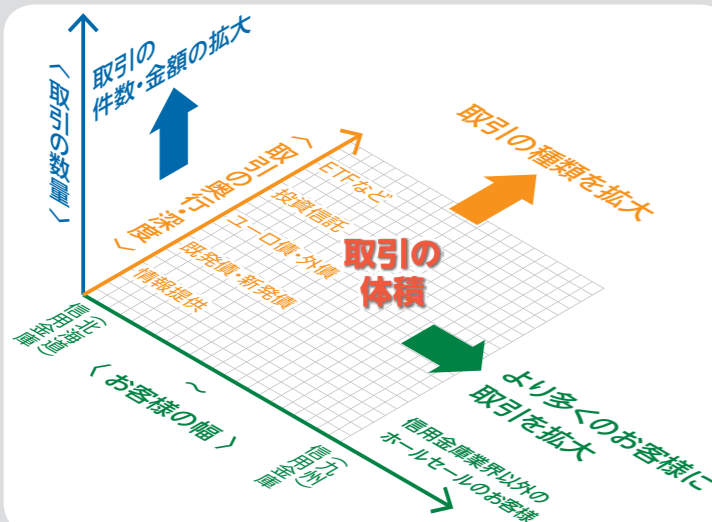 取引の
件数・金額の拡大
〈取引の数量〉
〈取引の奥行・深度〉
ETFなど
投資信託
ユーロ債・外債
既発債・新発債
情報提供
取引の種類を拡大
取引の
体積
(北海道)
信用金庫
〜
〈お客様の幅〉
(九州)
信用金庫
より多くのお客様に
取引を拡大
信用金庫業界以外の
ホールセールのお客様